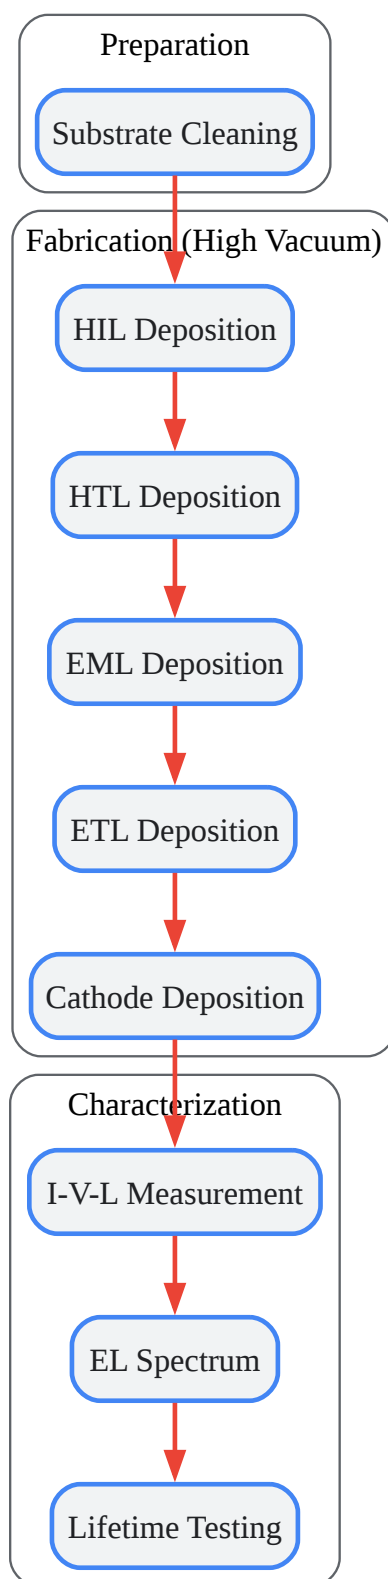 Preparation
Substrate Cleaning
Fabrication (High Vacuum)
HIL Deposition
HTL Deposition
EML Deposition
ETL Deposition
Cathode Deposition
Characterization
I-V-L Measurement
EL Spectrum
Lifetime Testing